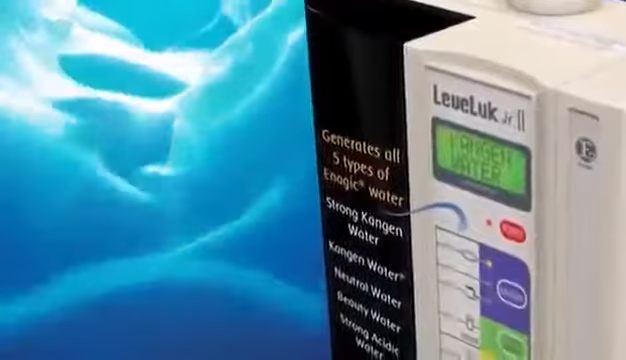 Generates all
5 types of
Enagic® water
Strong Kangen
Water
Kangen Water®
Neutral Water
Beauty Water
Strong Acidic
Water
LeveLuk Jr.II
KANGEN
WATER
E